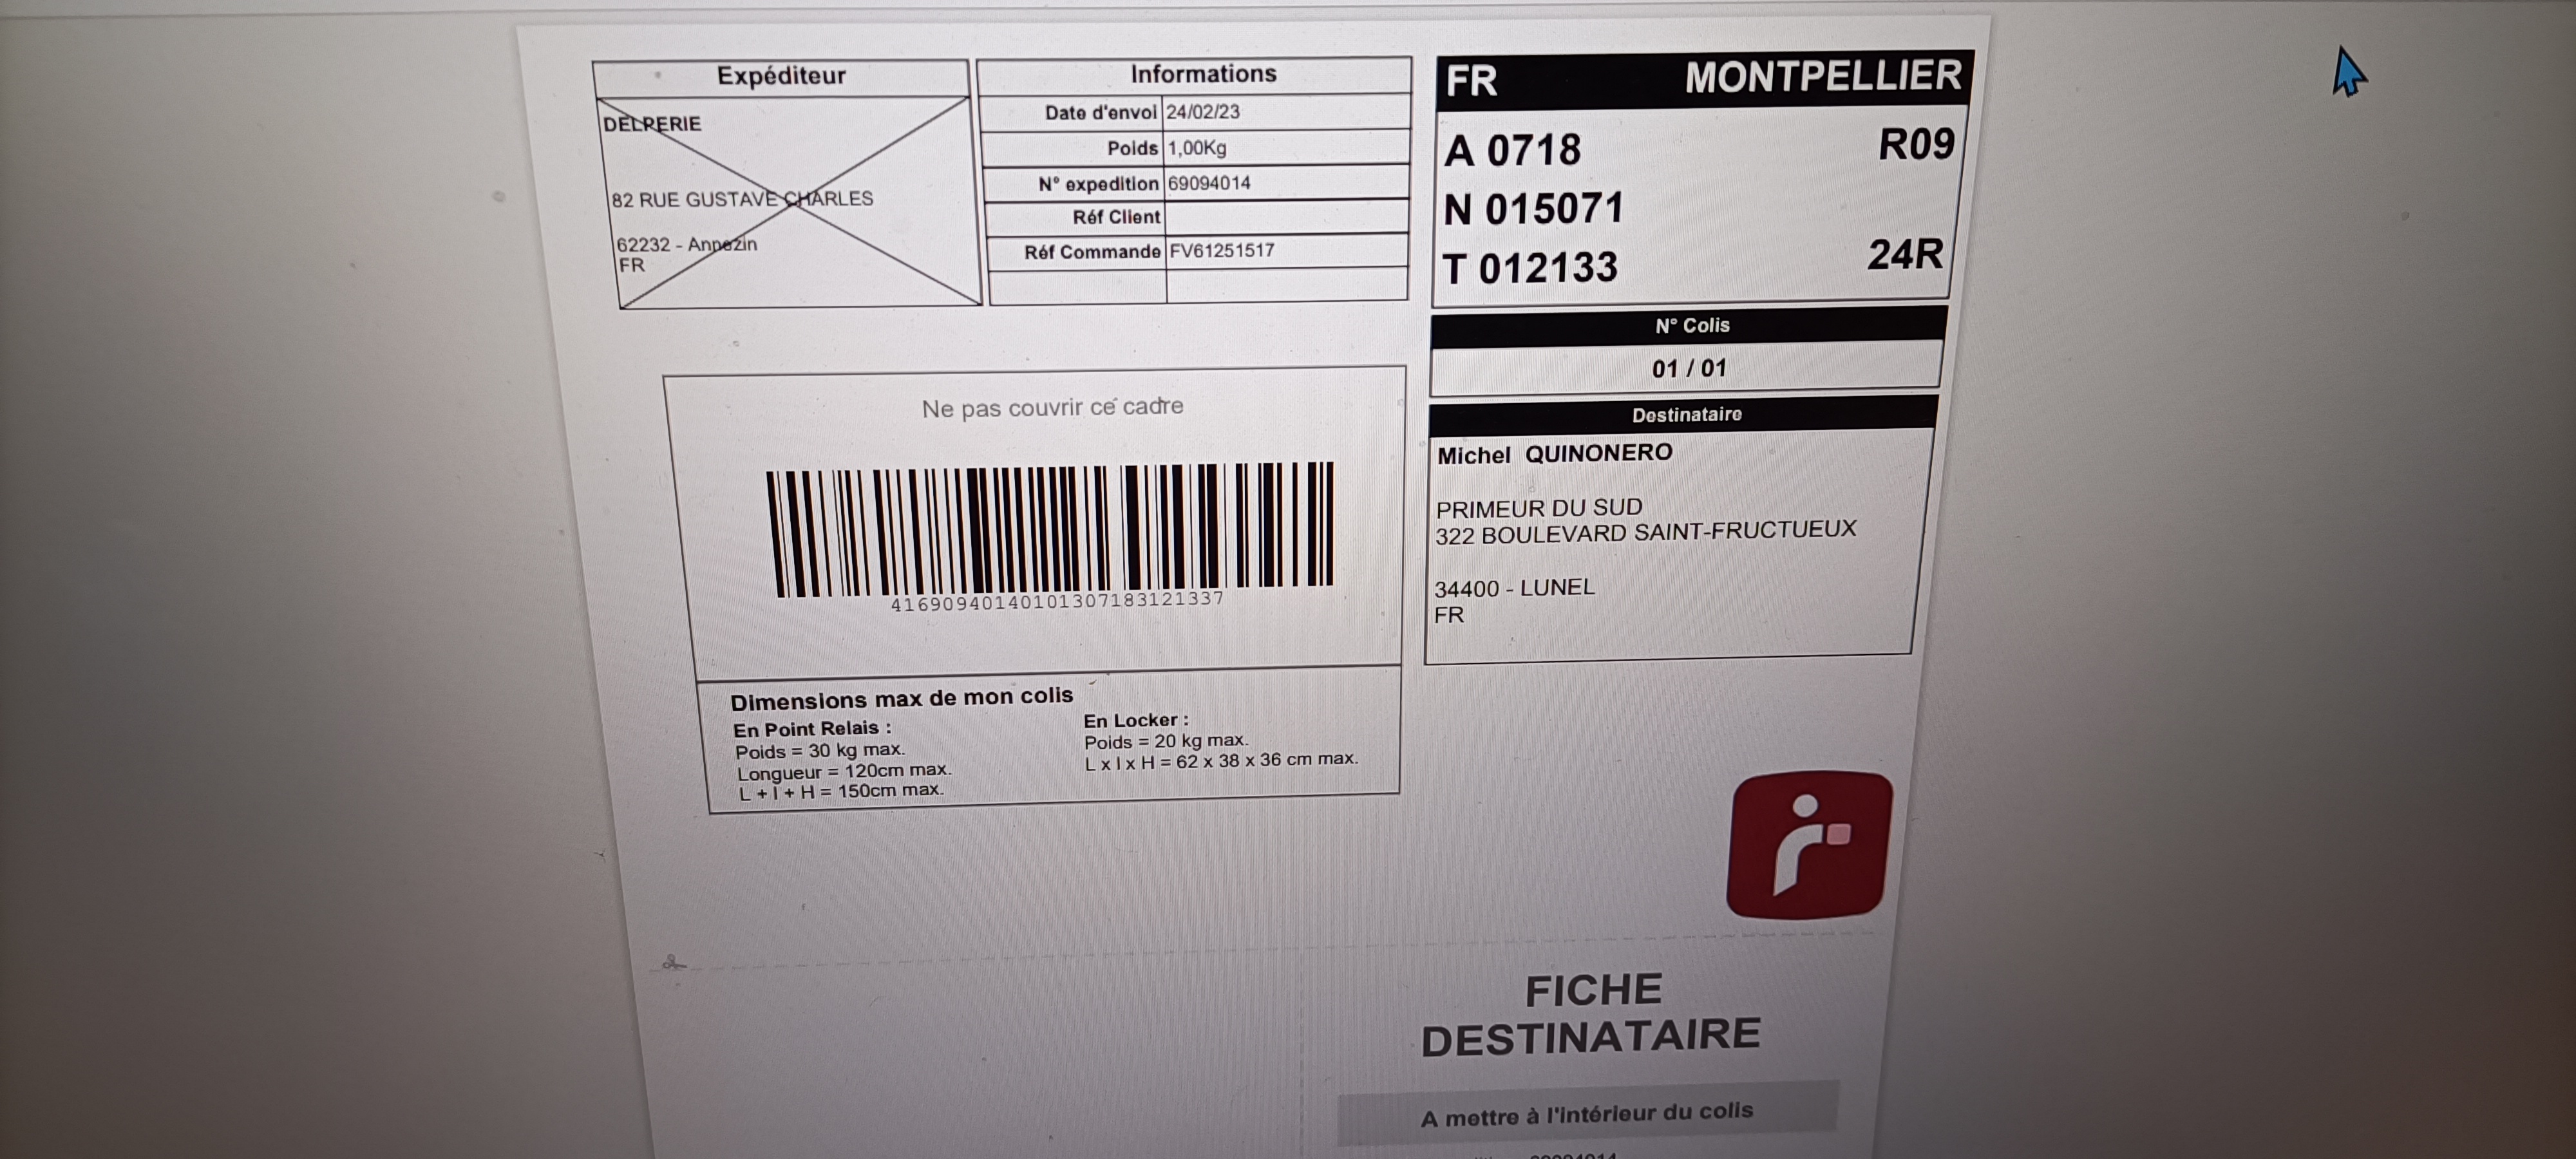 Expéditeur
DELPERIE
82 RUE GUSTAVE CHARLES
62232 - Annezin
FR
Informations
Date d'envoi 24/02/23
Poids 1,00Kg
N° expedition 69094014
Réf Client
Réf Commande FV61251517
FR MONTPELLIER
A 0718 R09
N 015071
T 012133 24R
N° Colis
01 / 01
Destinataire
Michel QUINONERO
PRIMEUR DU SUD
322 BOULEVARD SAINT-FRUCTUEUX
34400 - LUNEL
FR
Ne pas couvrir ce cadre
41690940140101307183121337
Dimensions max de mon colis
En Point Relais :
Poids = 30 kg max.
Longueur = 120cm max.
L + l + H = 150cm max.
En Locker :
Poids = 20 kg max.
L x l x H = 62 x 38 x 36 cm max.
FICHE
DESTINATAIRE
A mettre à l'intérieur du colis